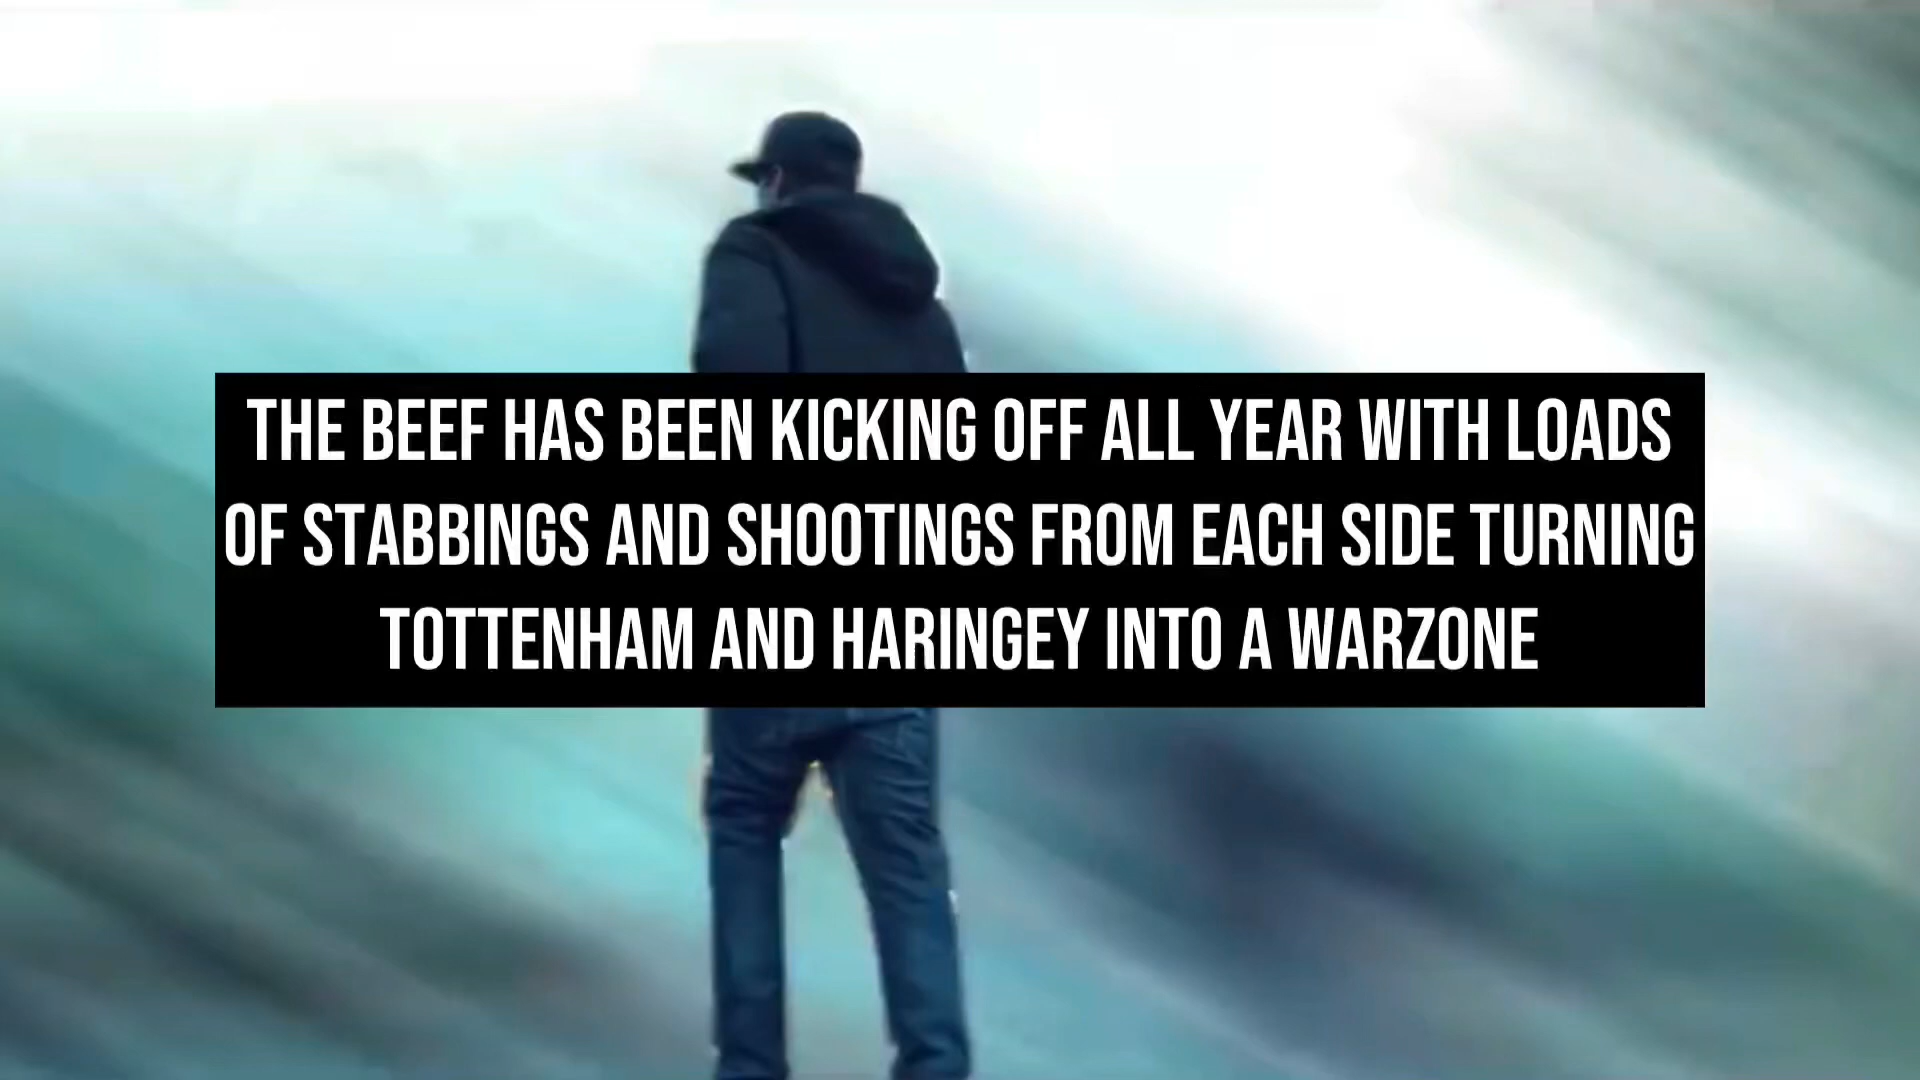 THE BEEF HAS BEEN KICKING OFF ALL YEAR WITH LOADS
OF STABBINGS AND SHOOTINGS FROM EACH SIDE TURNING
TOTTENHAM AND HARINGEY INTO A WARZONE